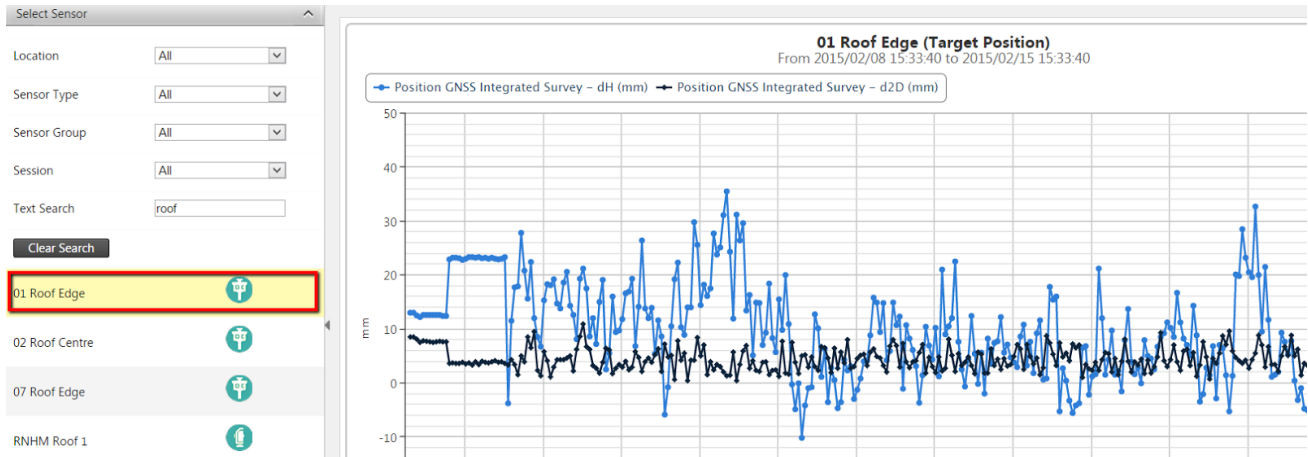 Select Sensor
Location All
Sensor Type All
Sensor Group All
Session All
Text Search roof
Clear Search
01 Roof Edge
02 Roof Centre
07 Roof Edge
RNHM Roof 1
01 Roof Edge (Target Position)
From 2015/02/08 15:33:40 to 2015/02/15 15:33:40
Position GNSS Integrated Survey – dH (mm) Position GNSS Integrated Survey – d2D (mm)
50
40
30
20
10
0
-10
mm